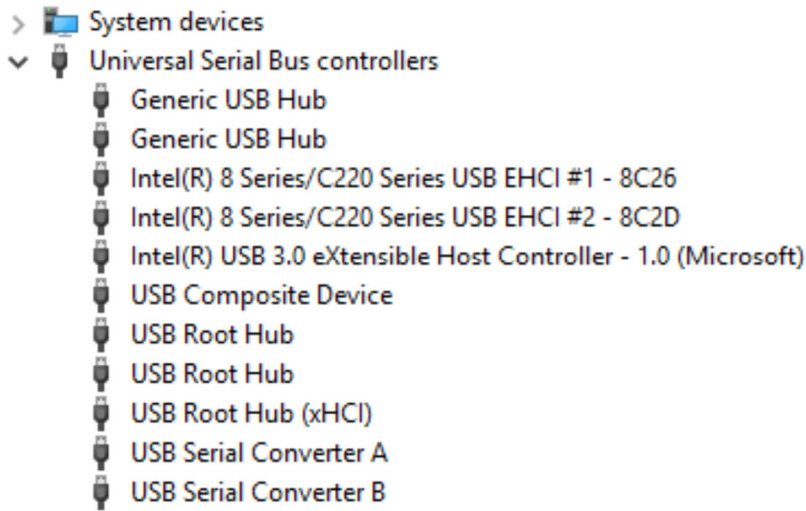 System devices
Universal Serial Bus controllers
Generic USB Hub
Generic USB Hub
Intel(R) 8 Series/C220 Series USB EHCI #1 - 8C26
Intel(R) 8 Series/C220 Series USB EHCI #2 - 8C2D
Intel(R) USB 3.0 eXtensible Host Controller - 1.0 (Microsoft)
USB Composite Device
USB Root Hub
USB Root Hub
USB Root Hub (xHCI)
USB Serial Converter A
USB Serial Converter B